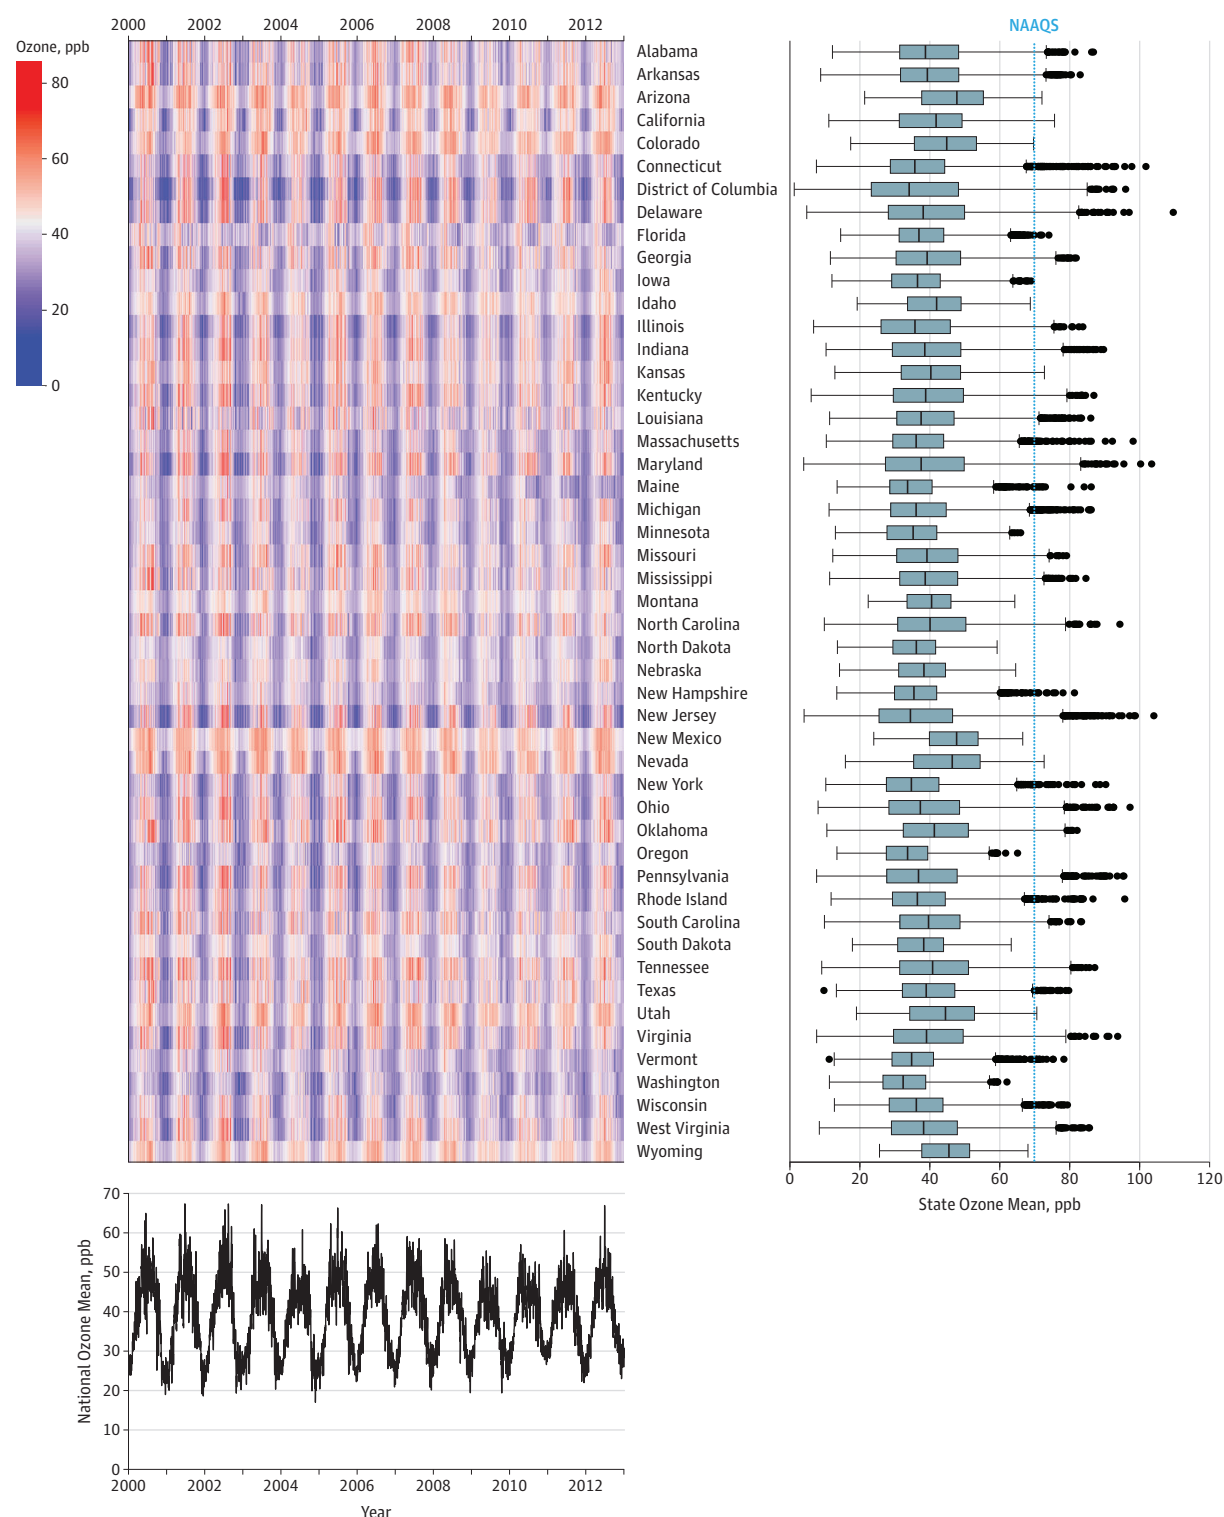 2000 2002 2004 2006 2008 2010 2012
NAAQS
Ozone, ppb
80
60
40
20
0
Alabama
Arkansas
Arizona
California
Colorado
Connecticut
District of Columbia
Delaware
Florida
Georgia
Iowa
Idaho
Illinois
Indiana
Kansas
Kentucky
Louisiana
Massachusetts
Maryland
Maine
Michigan
Minnesota
Missouri
Mississippi
Montana
North Carolina
North Dakota
Nebraska
New Hampshire
New Jersey
New Mexico
Nevada
New York
Ohio
Oklahoma
Oregon
Pennsylvania
Rhode Island
South Carolina
South Dakota
Tennessee
Texas
Utah
Virginia
Vermont
Washington
Wisconsin
West Virginia
Wyoming
0 20 40 60 80 100 120
State Ozone Mean, ppb
70
60
50
40
30
20
10
0
National Ozone Mean, ppb
2000 2002 2004 2006 2008 2010 2012
Year